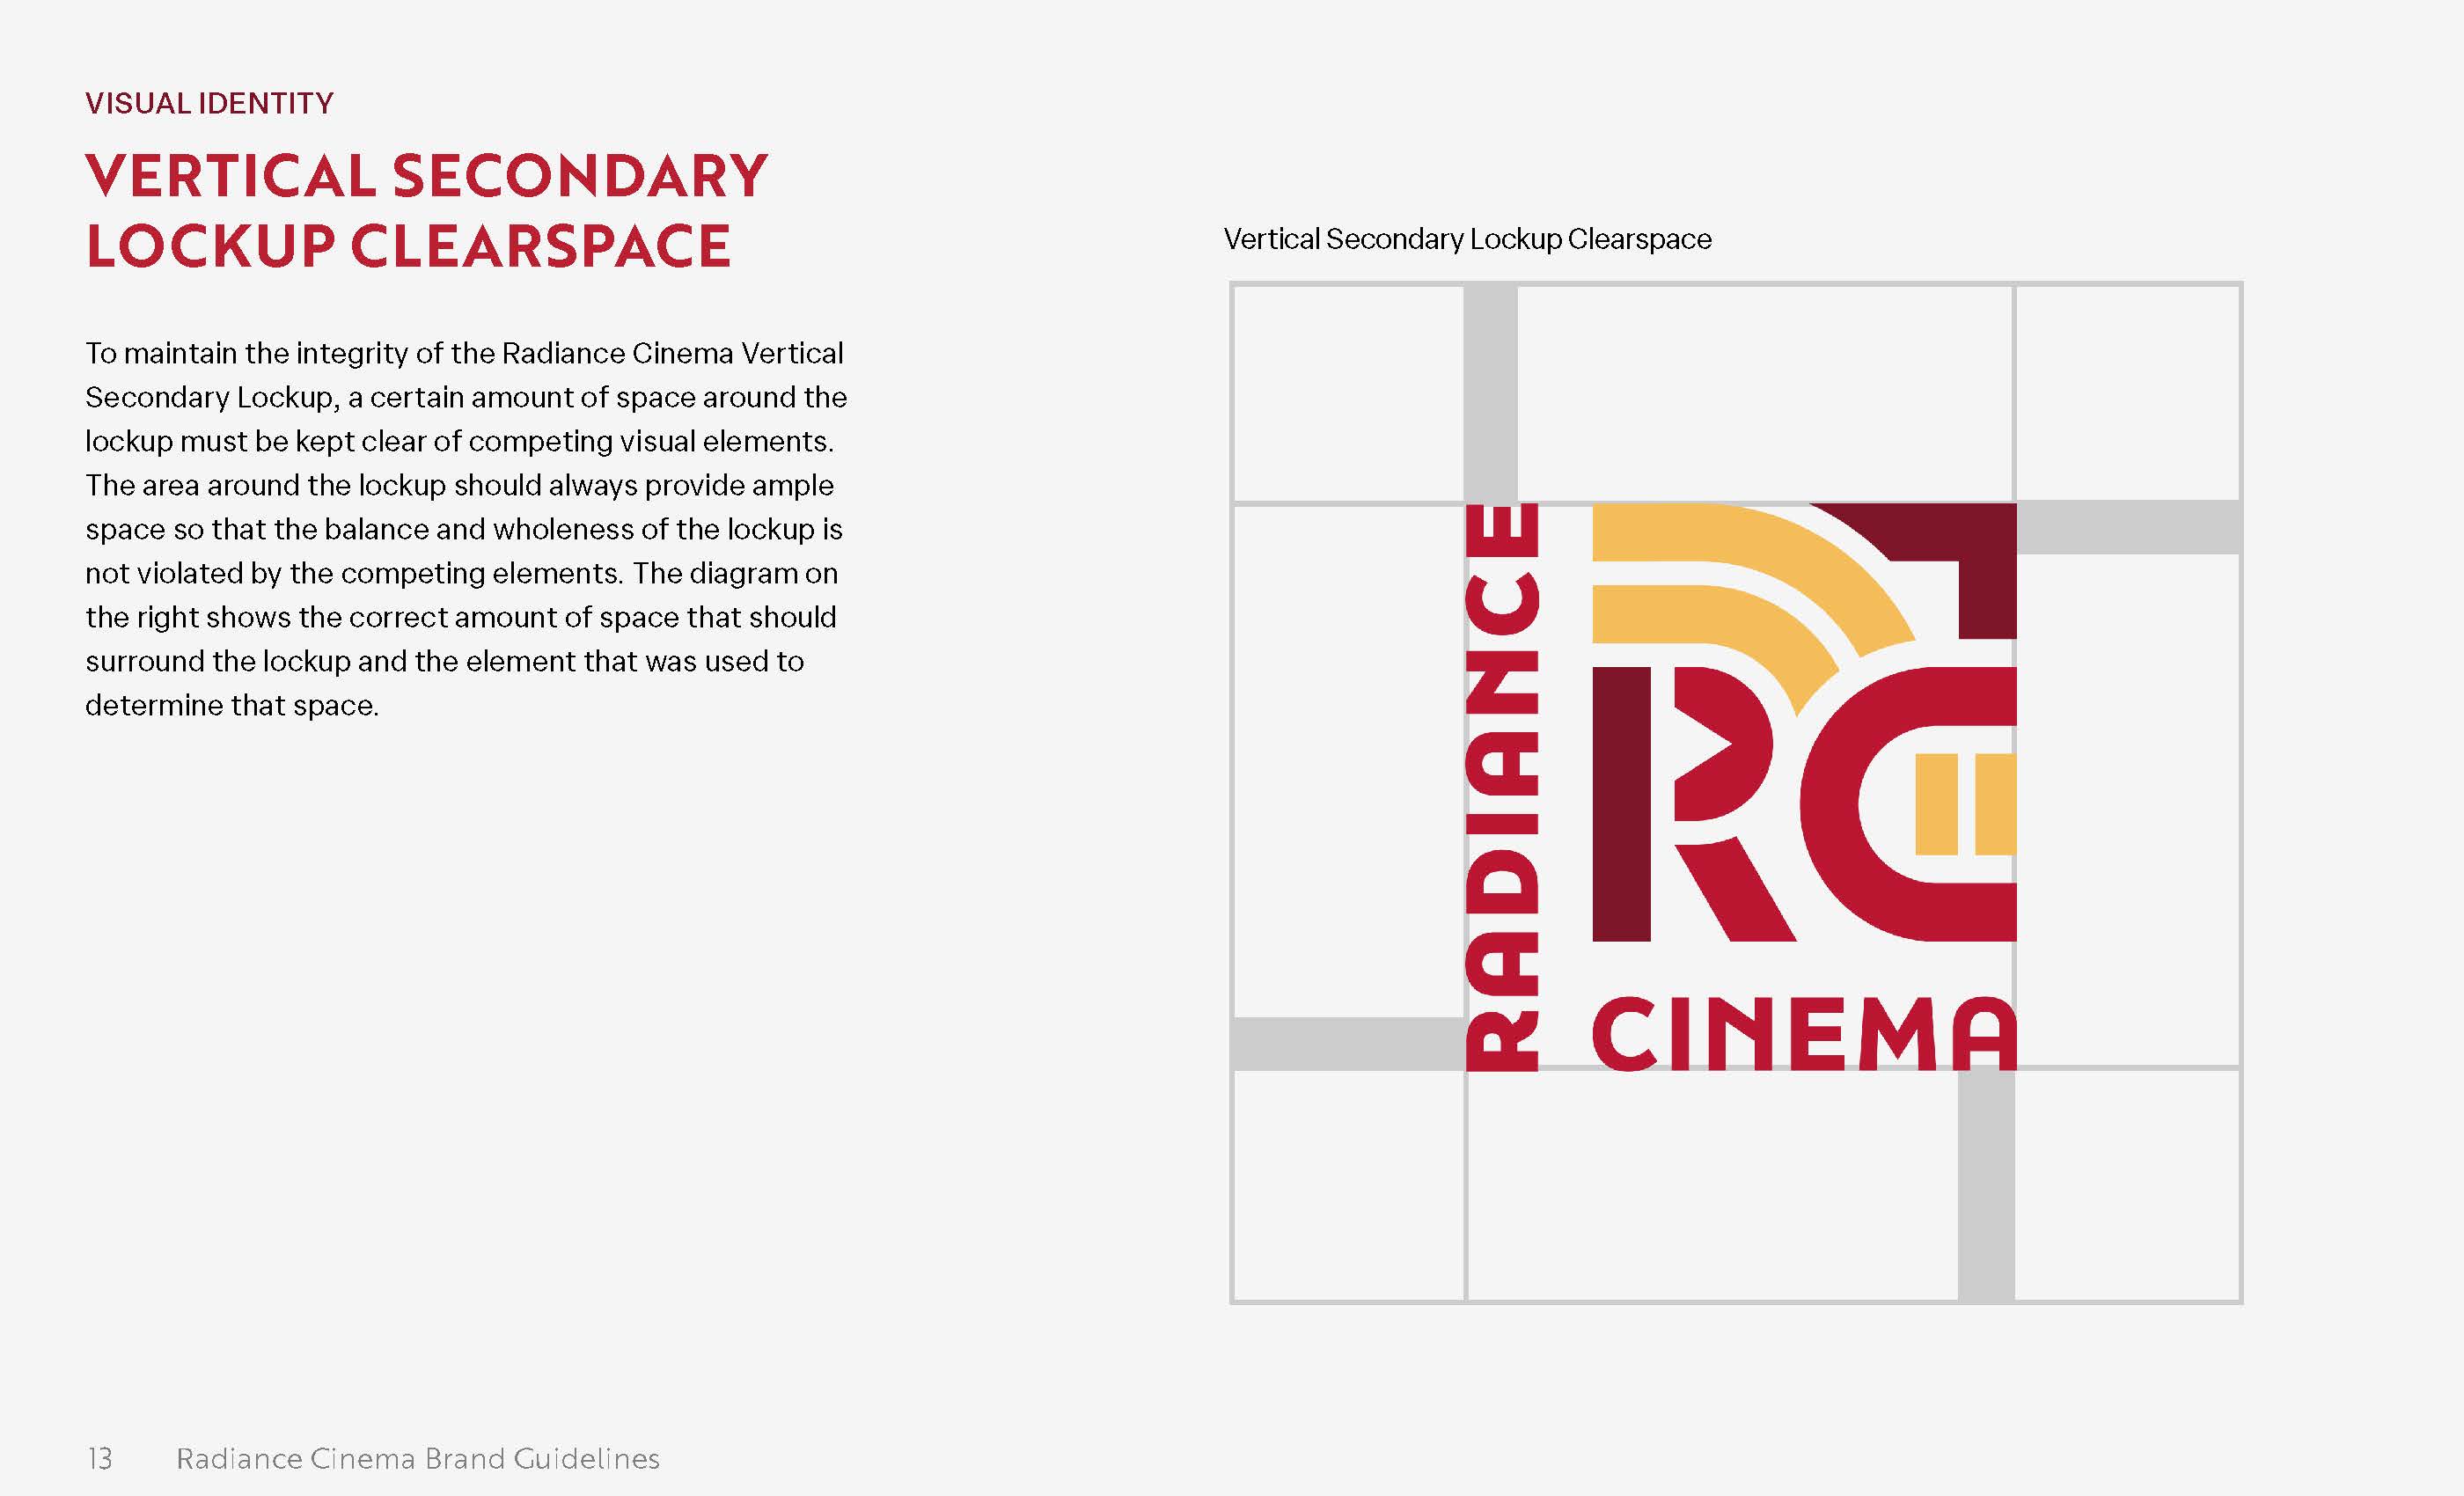 VISUAL IDENTITY
VERTICAL SECONDARY
LOCKUP CLEARSPACE
To maintain the integrity of the Radiance Cinema Vertical
Secondary Lockup, a certain amount of space around the
lockup must be kept clear of competing visual elements.
The area around the lockup should always provide ample
space so that the balance and wholeness of the lockup is
not violated by the competing elements. The diagram on
the right shows the correct amount of space that should
surround the lockup and the element that was used to
determine that space.
Vertical Secondary Lockup Clearspace
RADIANCE
RC
CINEMA
13 Radiance Cinema Brand Guidelines